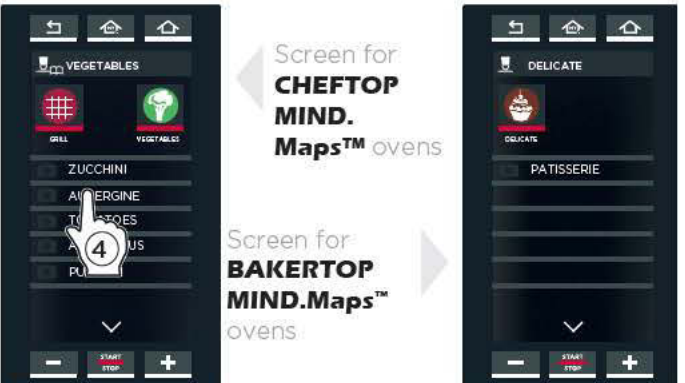 VEGETABLES
GRILL
VEGETABLES
ZUCCHINI
4
START
STOP
Screen for
CHEFTOP
MIND.
Maps™ ovens
Screen for
BAKERTOP
MIND.Maps™
ovens
DELICATE
DELICATE
PATISSERIE
START
STOP